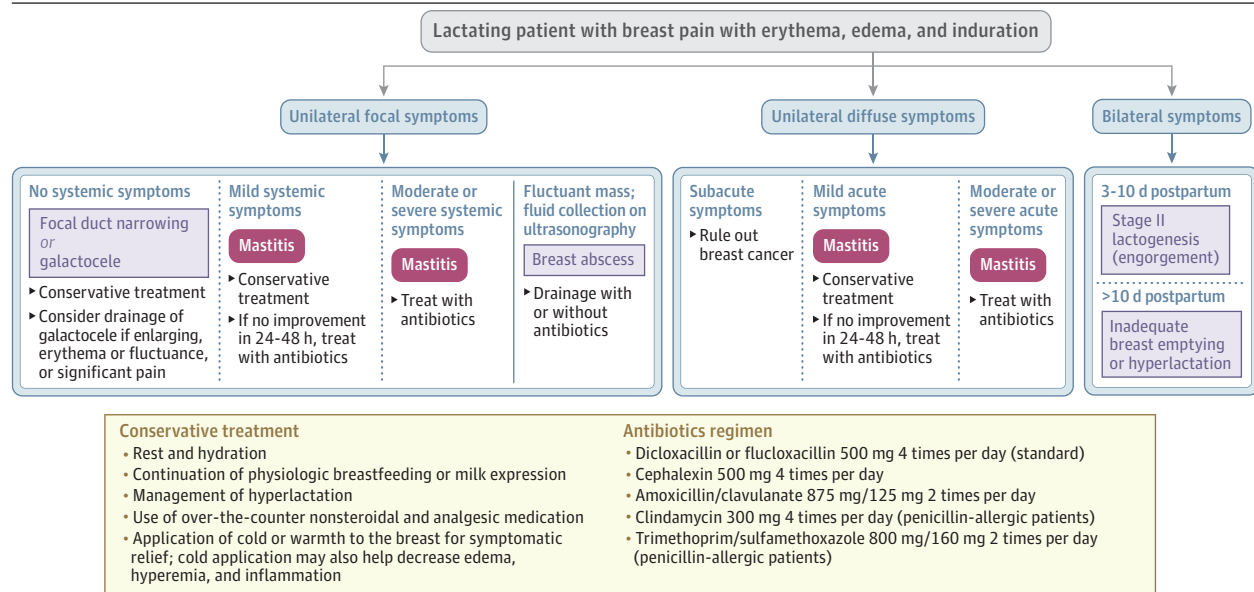 Lactating patient with breast pain with erythema, edema, and induration
Unilateral focal symptoms
No systemic symptoms
Focal duct narrowing
or
galactocele
▸ Conservative treatment
▸ Consider drainage of
galactocele if enlarging,
erythema or fluctuance,
or significant pain
Mild systemic
symptoms
Mastitis
▸ Conservative
treatment
▸ If no improvement
in 24-48 h, treat
with antibiotics
Moderate or
severe systemic
symptoms
Mastitis
▸ Treat with
antibiotics
Fluctuant mass;
fluid collection on
ultrasonography
Breast abscess
▸ Drainage with
or without
antibiotics
Unilateral diffuse symptoms
Subacute
symptoms
▸ Rule out
breast cancer
Mild acute
symptoms
Mastitis
▸ Conservative
treatment
▸ If no improvement
in 24-48 h, treat
with antibiotics
Moderate or
severe acute
symptoms
Mastitis
▸ Treat with
antibiotics
Bilateral symptoms
3-10 d postpartum
Stage II
lactogenesis
(engorgement)
>10 d postpartum
Inadequate
breast emptying
or hyperlactation
Conservative treatment
• Rest and hydration
• Continuation of physiologic breastfeeding or milk expression
• Management of hyperlactation
• Use of over-the-counter nonsteroidal and analgesic medication
• Application of cold or warmth to the breast for symptomatic
relief; cold application may also help decrease edema,
hyperemia, and inflammation
Antibiotics regimen
• Dicloxacillin or flucloxacillin 500 mg 4 times per day (standard)
• Cephalexin 500 mg 4 times per day
• Amoxicillin/clavulanate 875 mg/125 mg 2 times per day
• Clindamycin 300 mg 4 times per day (penicillin-allergic patients)
• Trimethoprim/sulfamethoxazole 800 mg/160 mg 2 times per day
(penicillin-allergic patients)